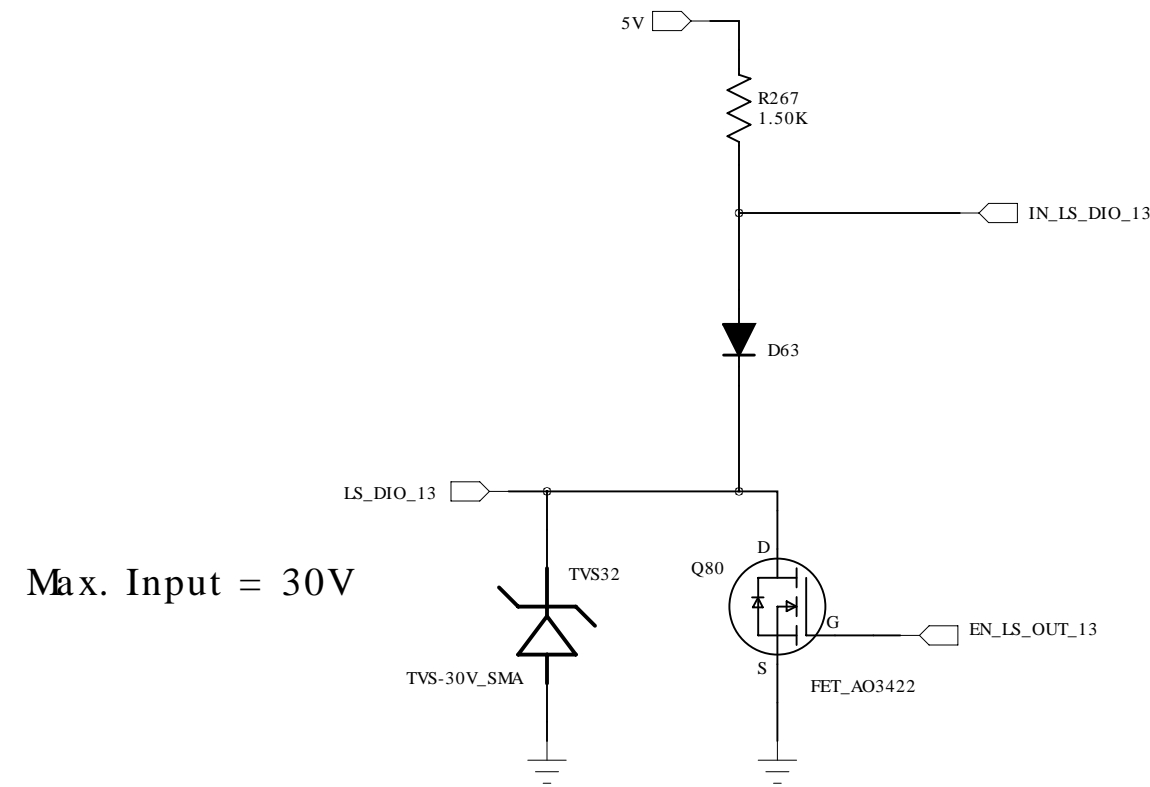 5V
R267
1.50K
IN_LS_DIO_13
D63
LS_DIO_13
Max. Input = 30V
TVS32
TVS-30V_SMA
D
Q80
G
EN_LS_OUT_13
S
FET_AO3422